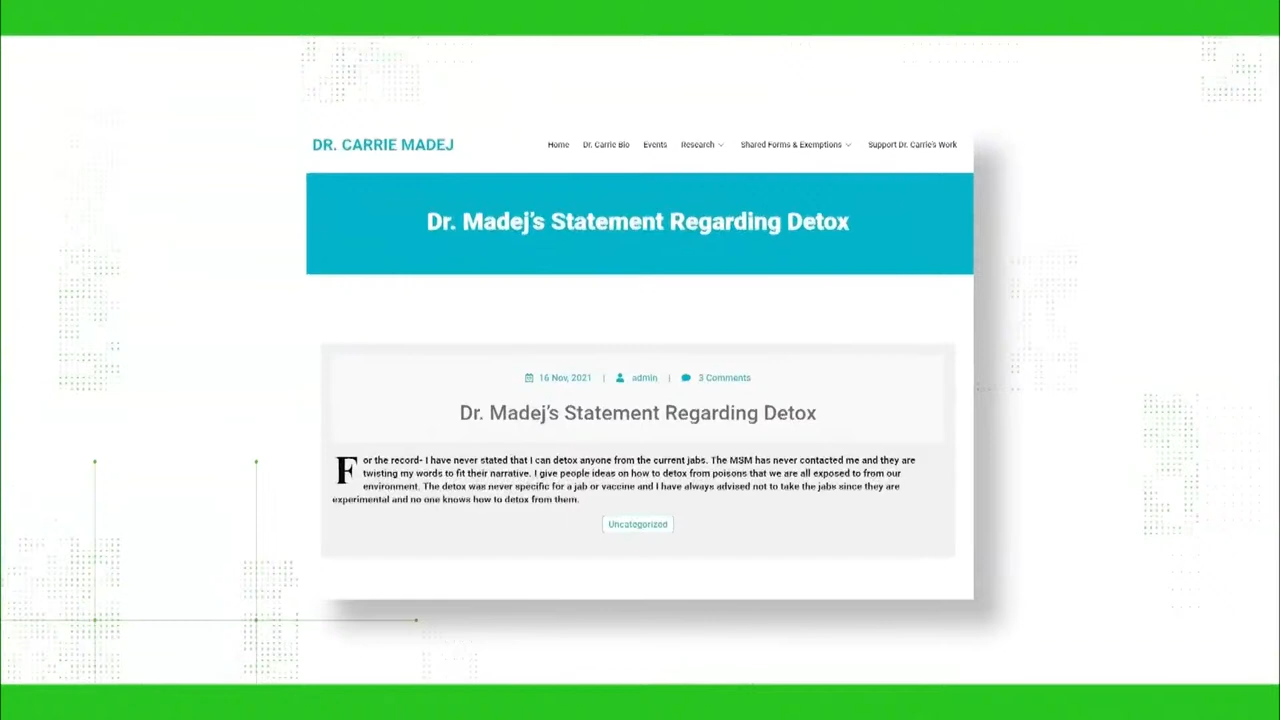 DR. CARRIE MADEJ
Home Dr. Carrie Bio Events Research Shared Forms & Exemptions Support Dr. Carrie's Work
Dr. Madej's Statement Regarding Detox
16 Nov, 2021 | admin | 3 Comments
Dr. Madej's Statement Regarding Detox
For the record- I have never stated that I can detox anyone from the current jabs. The MSM has never contacted me and they are
twisting my words to fit their narrative. I give people ideas on how to detox from poisons that we are all exposed to from our
environment. The detox was never specific for a jab or vaccine and I have always advised not to take the jabs since they are
experimental and no one knows how to detox from them.
Uncategorized